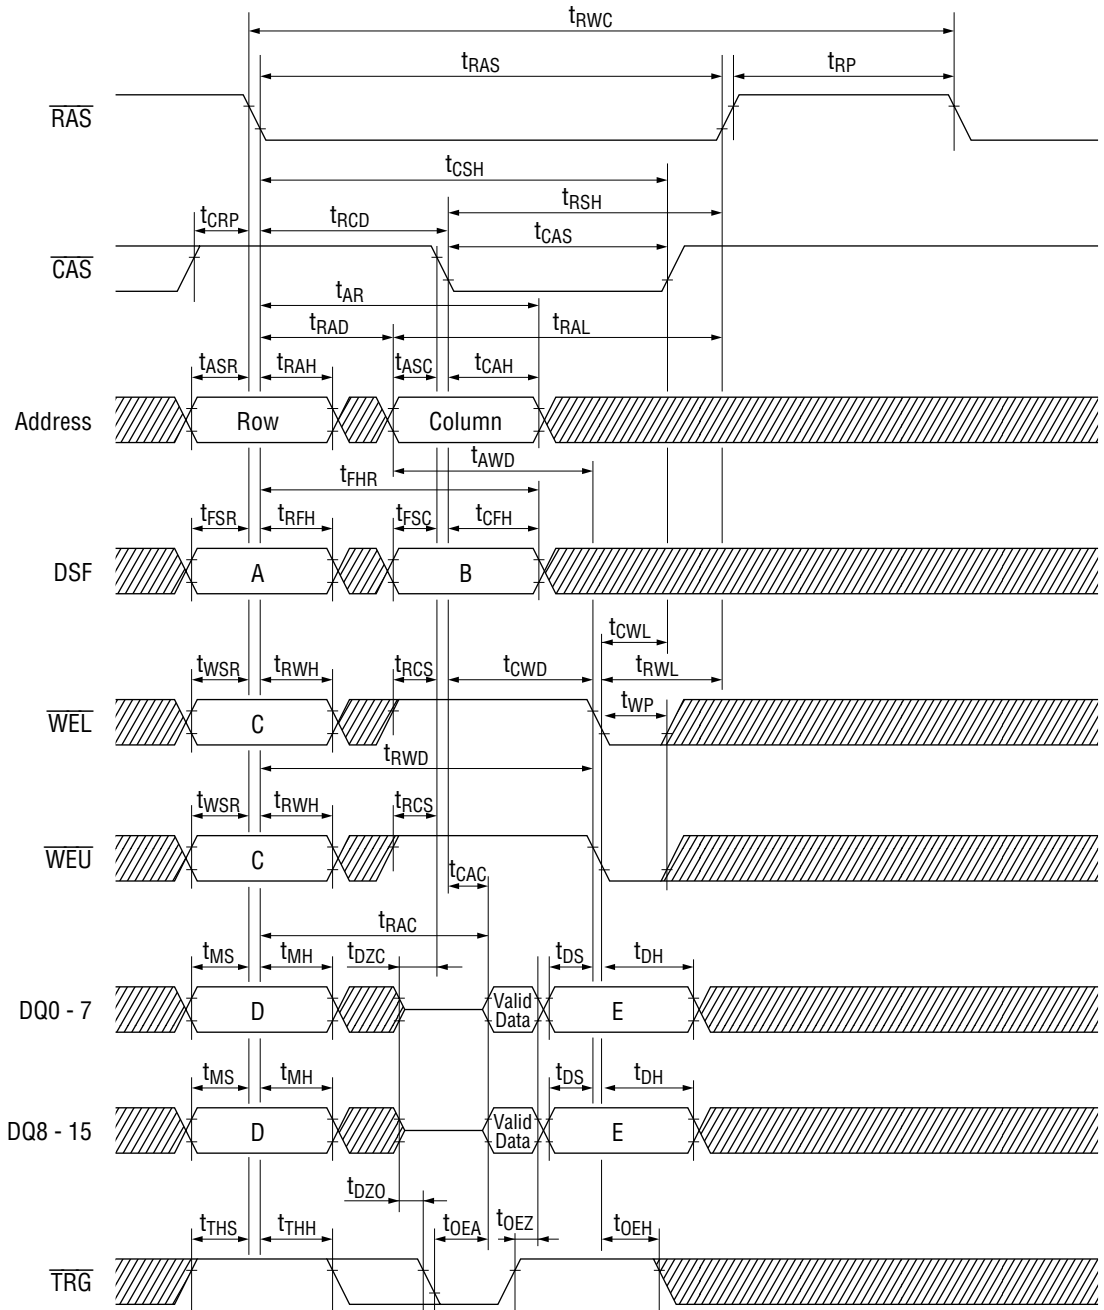 tRWC
tRAS
tRP
RAS
tCSH
tRSH
tCRP
tRCD
tCAS
CAS
tAR
tRAD
tRAL
tASR
tRAH
tASC
tCAH
Address
Row
Column
tAWD
tFHR
tFSR
tRFH
tFSC
tCFH
DSF
A
B
tCWL
tWSR
tRWH
tRCS
tCWD
tRWL
tWP
WEL
C
tRWD
tWSR
tRWH
tRCS
WEU
C
tCAC
tRAC
tMS
tMH
tDZC
tDS
tDH
DQ0 - 7
D
Valid
Data
E
tMS
tMH
tDS
tDH
DQ8 - 15
D
Valid
Data
E
tDZO
tTHS
tTHH
tOEA
tOEZ
tOEH
TRG